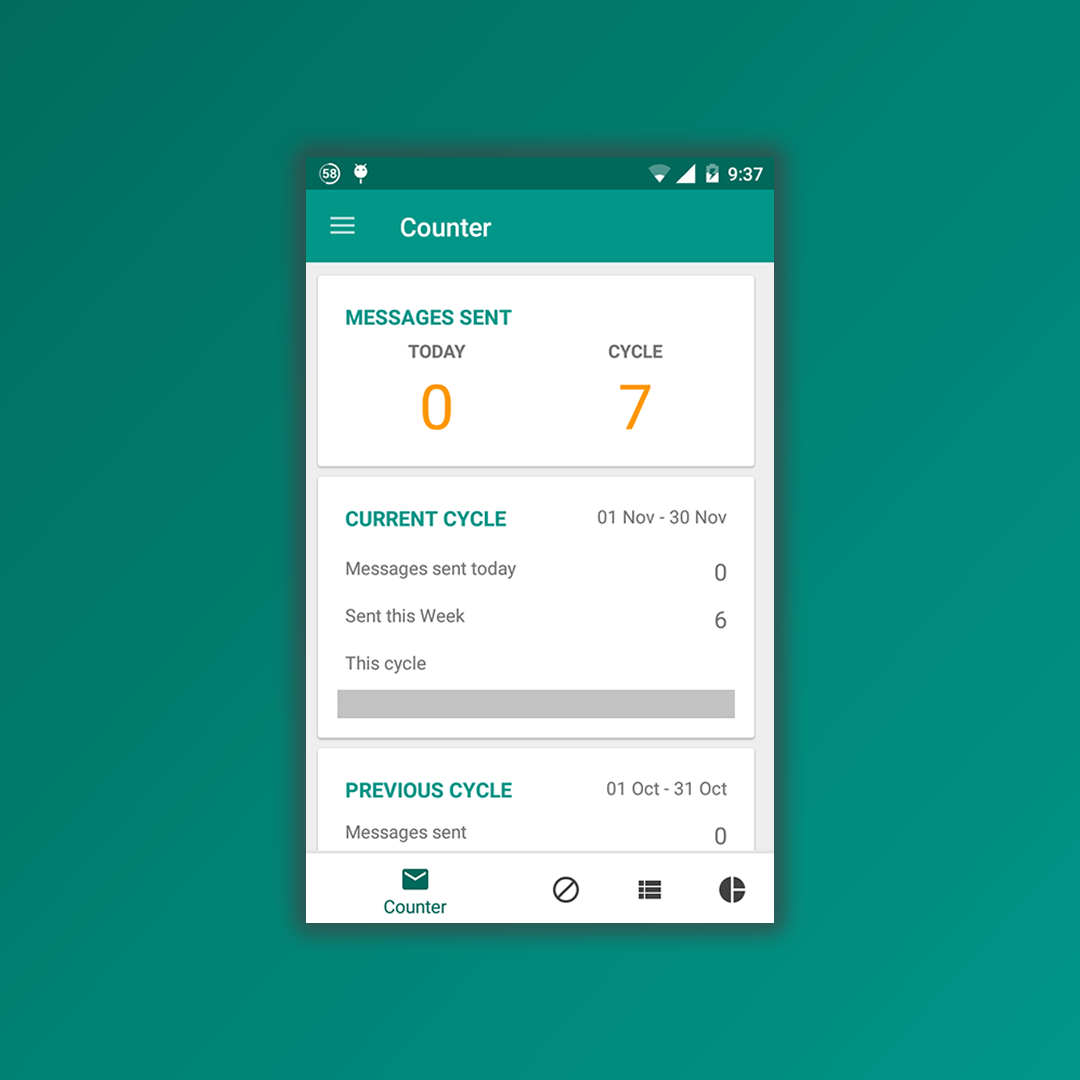 58 9:37
Counter
MESSAGES SENT
TODAY CYCLE
0 7
CURRENT CYCLE 01 Nov - 30 Nov
Messages sent today 0
Sent this Week 6
This cycle
PREVIOUS CYCLE 01 Oct - 31 Oct
Messages sent 0
Counter